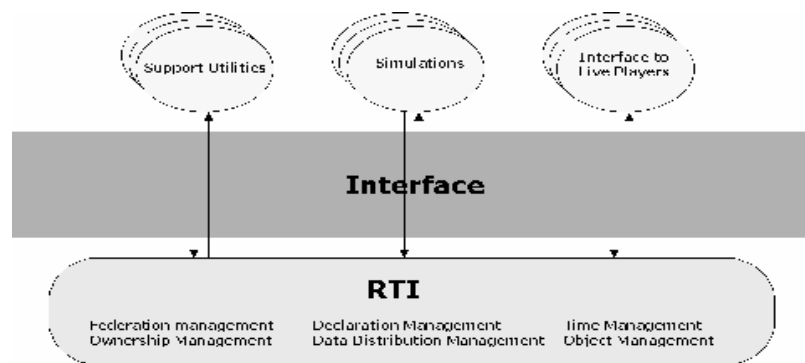 Support Utilities
Simulations
Interface to
Live Players
Interface
RTI
Federation management
Ownership Management
Declaration Management
Data Distribution Management
Time Management
Object Management